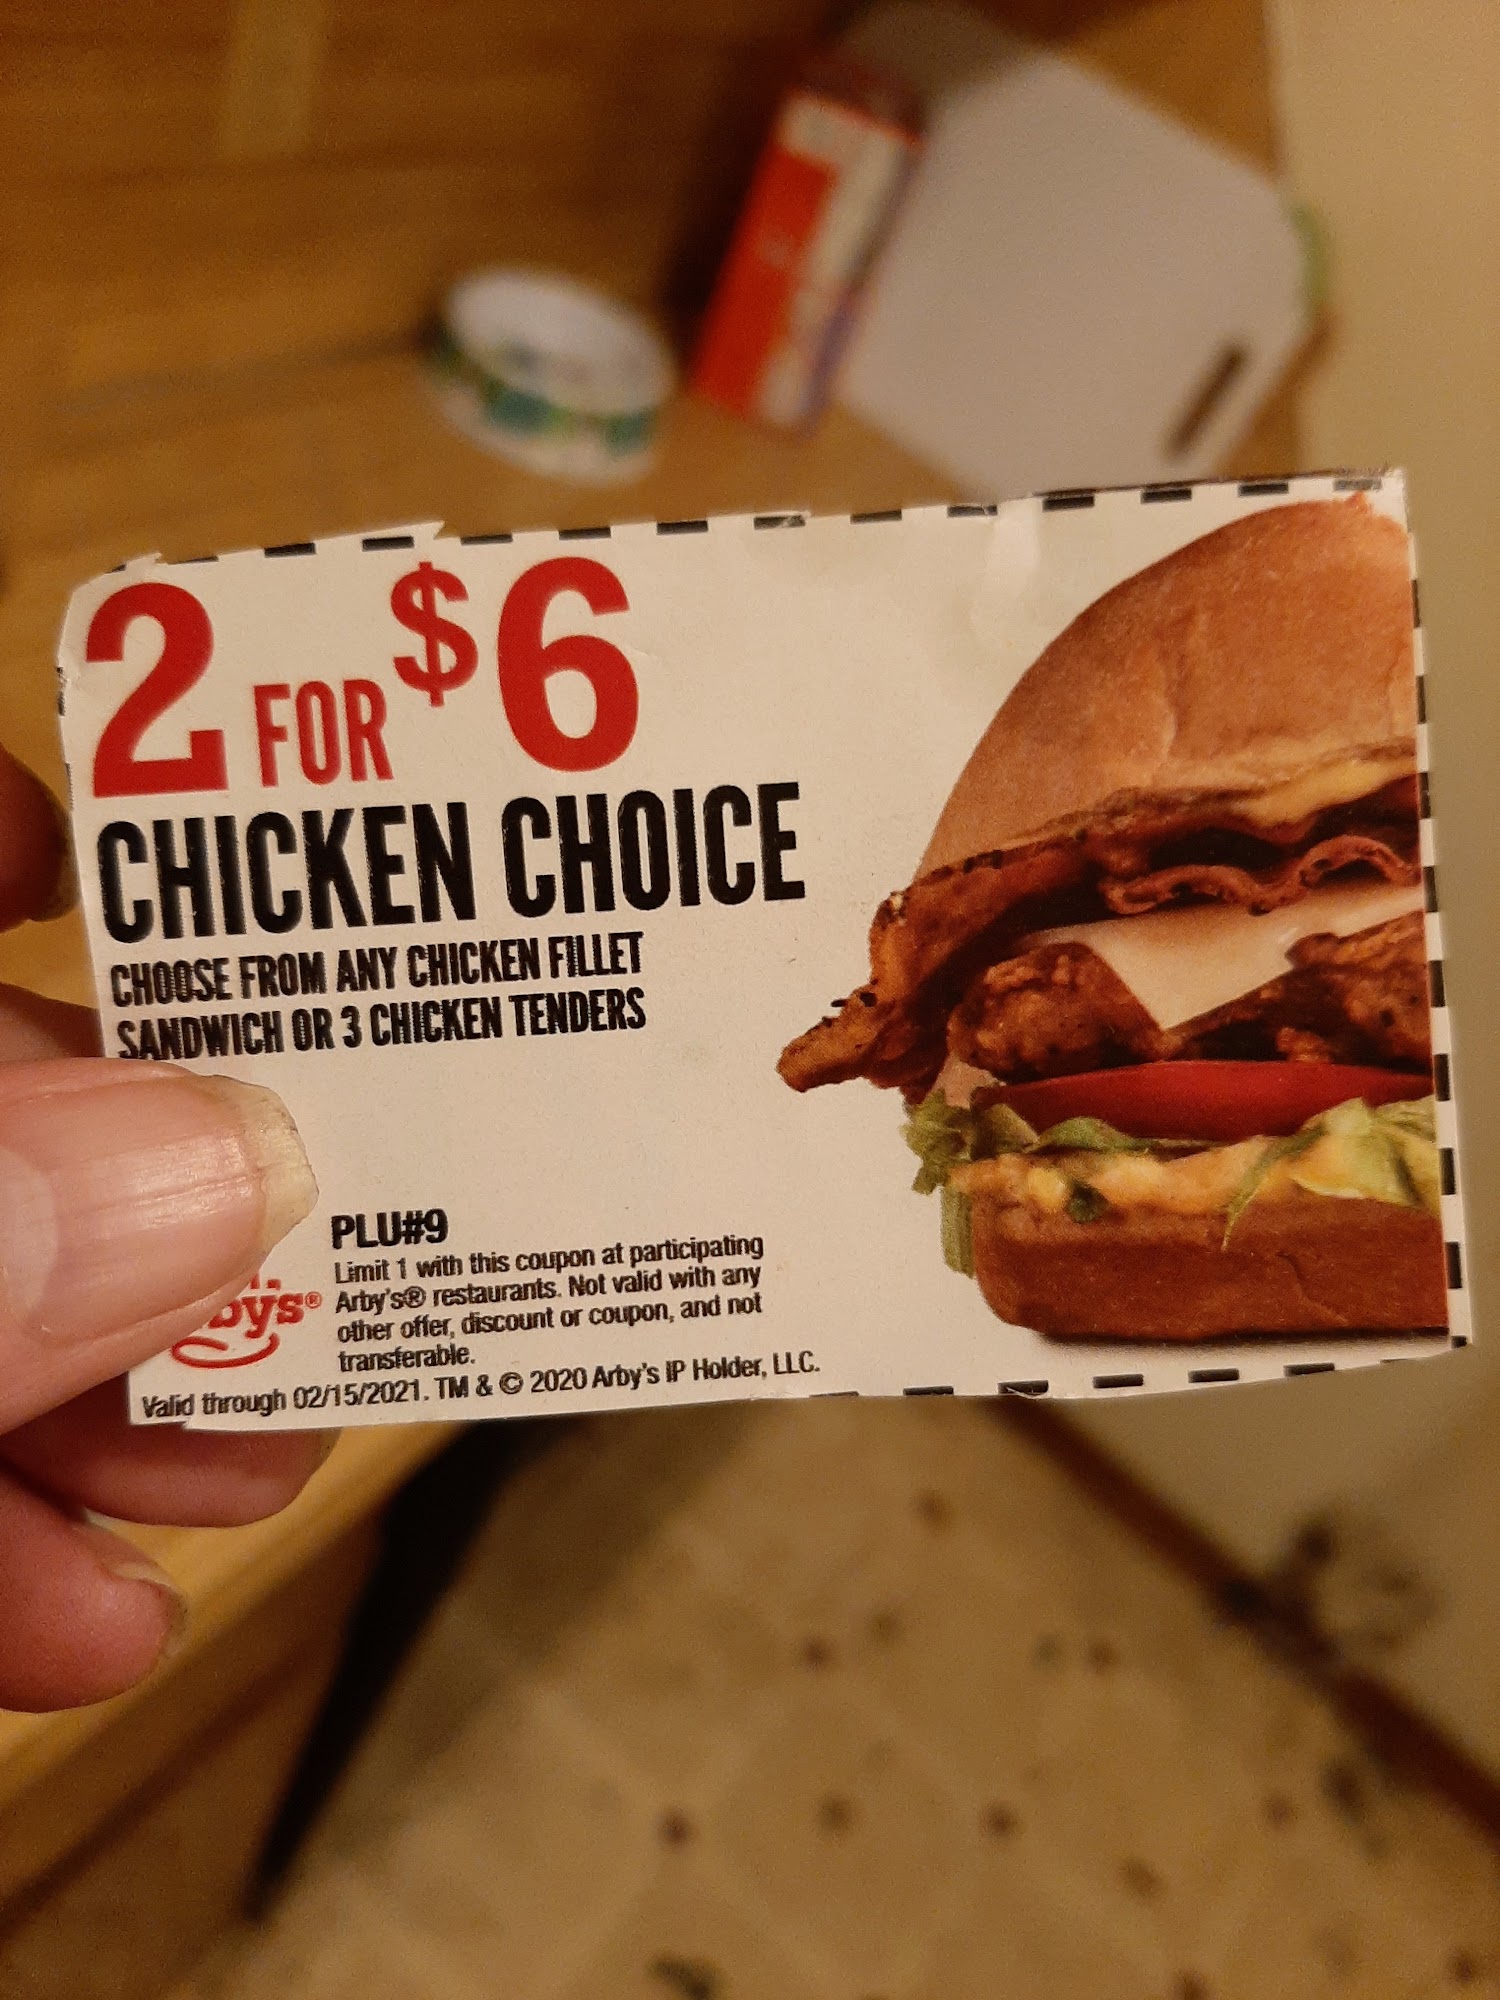 2 FOR $6
CHICKEN CHOICE
CHOOSE FROM ANY CHICKEN FILLET
SANDWICH OR 3 CHICKEN TENDERS
PLU#9
Limit 1 with this coupon at participating
Arby's® restaurants. Not valid with any
other offer, discount or coupon, and not
transferable.
Valid through 02/15/2021. TM & © 2020 Arby's IP Holder, LLC.